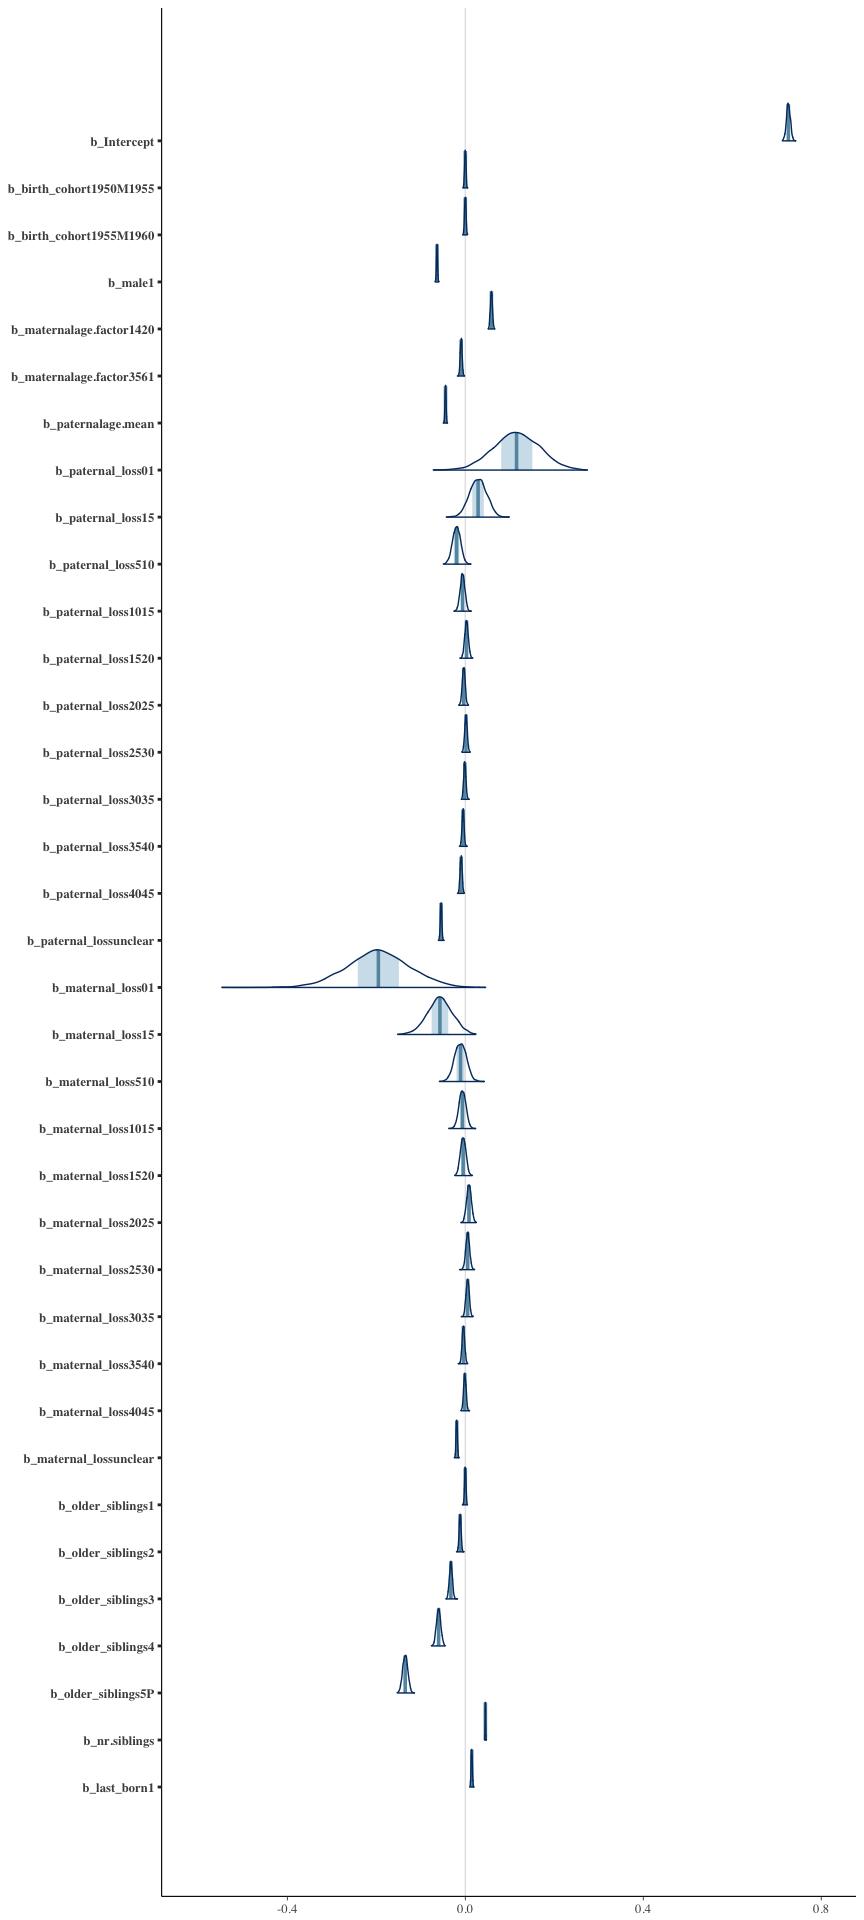 b_Intercept
b_birth_cohort1950M1955
b_birth_cohort1955M1960
b_male1
b_maternalage.factor1420
b_maternalage.factor3561
b_paternalage.mean
b_paternal_loss01
b_paternal_loss15
b_paternal_loss510
b_paternal_loss1015
b_paternal_loss1520
b_paternal_loss2025
b_paternal_loss2530
b_paternal_loss3035
b_paternal_loss3540
b_paternal_loss4045
b_paternal_lossunclear
b_maternal_loss01
b_maternal_loss15
b_maternal_loss510
b_maternal_loss1015
b_maternal_loss1520
b_maternal_loss2025
b_maternal_loss2530
b_maternal_loss3035
b_maternal_loss3540
b_maternal_loss4045
b_maternal_lossunclear
b_older_siblings1
b_older_siblings2
b_older_siblings3
b_older_siblings4
b_older_siblings5P
b_nr.siblings
b_last_born1
-0.4 0.0 0.4 0.8